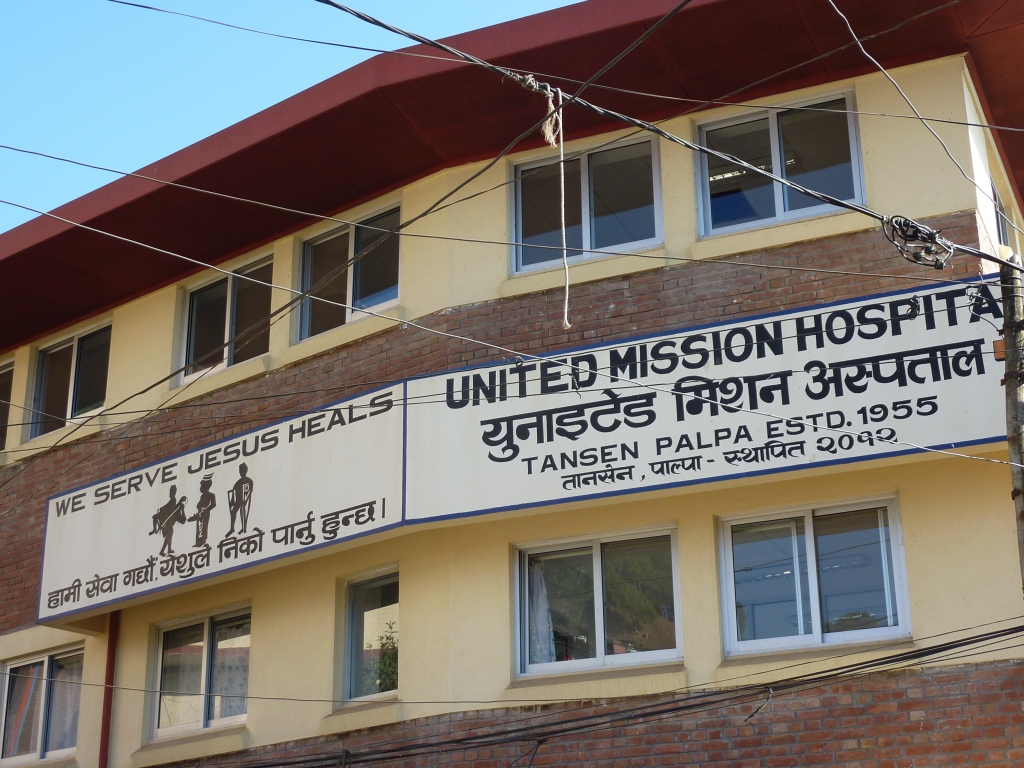 WE SERVE JESUS HEALS
हामी सेवा गर्द्यौं, येशुले निको पार्नु हुन्छ।
UNITED MISSION HOSPITA
युनाइटेड मिशन अस्पताल
TANSEN PALPA ESTD. 1955
तानसेन, पाल्पा - स्थापित २०१२